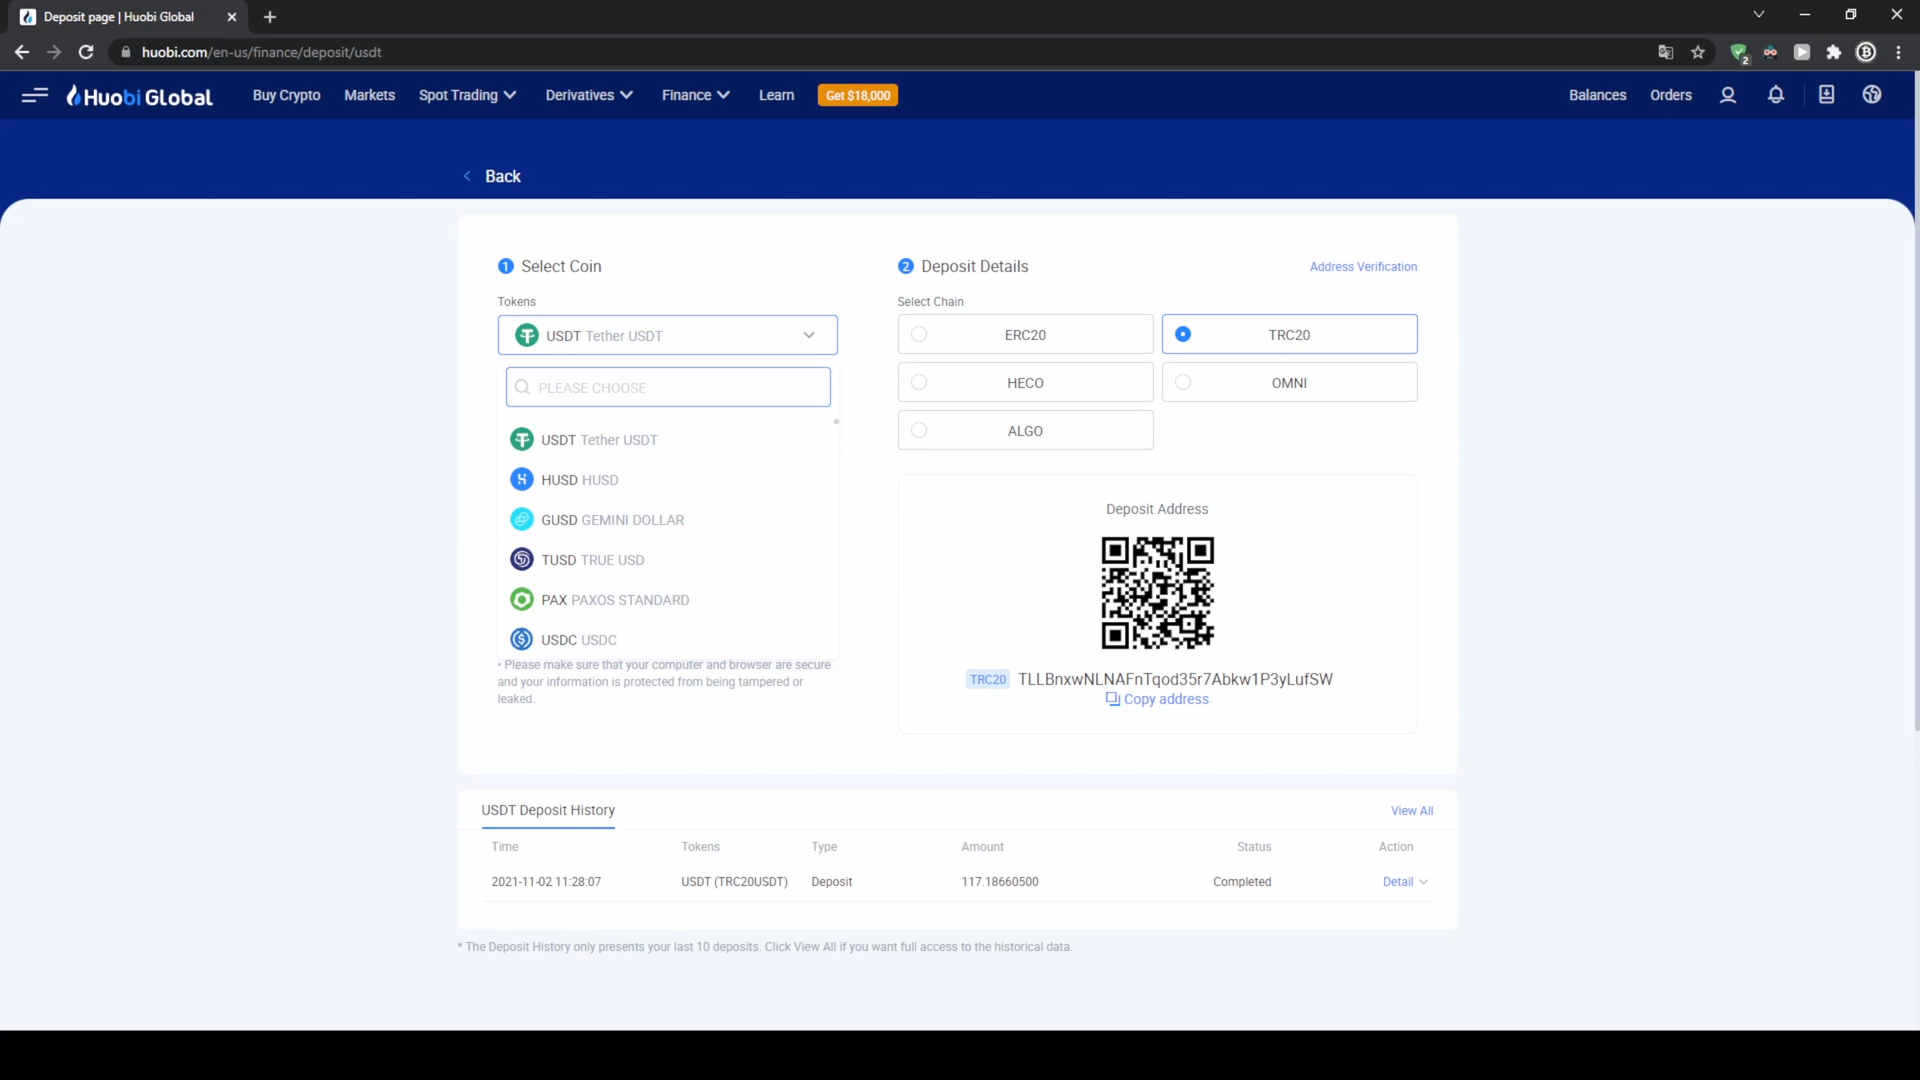 Deposit page | Huobi Global
huobi.com/en-us/finance/deposit/usdt
2
Huobi Global
Buy Crypto
Markets
Spot Trading
Derivatives
Finance
Learn
Get $18,000
Balances
Orders
Back
1 Select Coin
Tokens
USDT Tether USDT
PLEASE CHOOSE
USDT Tether USDT
HUSD HUSD
GUSD GEMINI DOLLAR
TUSD TRUE USD
PAX PAXOS STANDARD
USDC USDC
• Please make sure that your computer and browser are secure
and your information is protected from being tampered or
leaked.
2 Deposit Details
Address Verification
Select Chain
ERC20
TRC20
HECO
OMNI
ALGO
Deposit Address
TRC20 TLLBnxwNLNAFnTqod35r7Abkw1P3yLufSW
Copy address
USDT Deposit History
View All
Time Tokens Type Amount Status Action
2021-11-02 11:28:07 USDT (TRC20USDT) Deposit 117.18660500 Completed Detail
* The Deposit History only presents your last 10 deposits. Click View All if you want full access to the historical data.